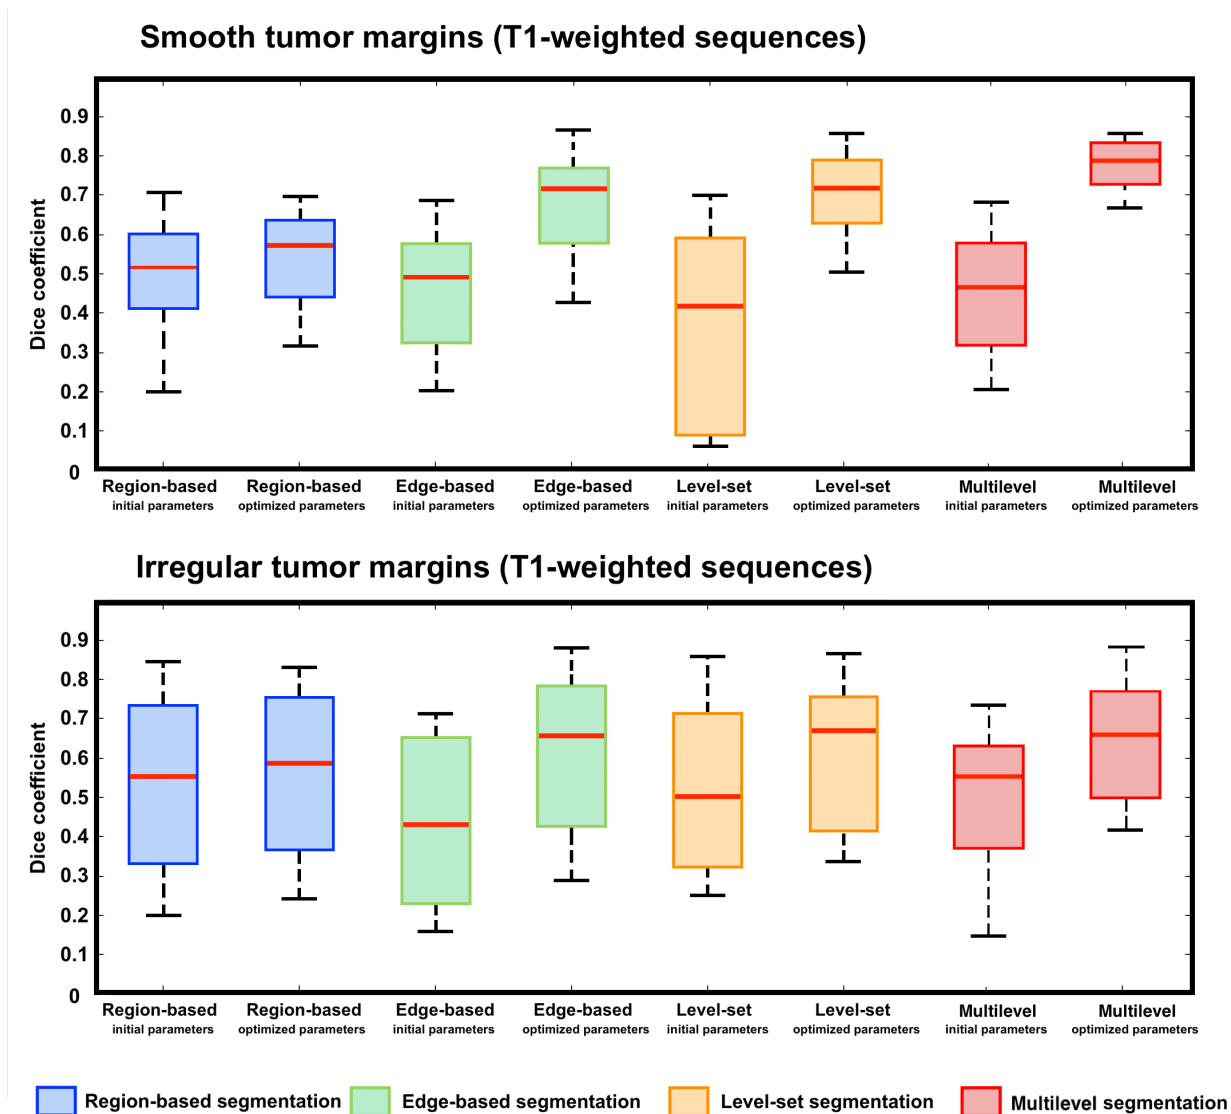 Smooth tumor margins (T1-weighted sequences)
Dice coefficient
0.9
0.8
0.7
0.6
0.5
0.4
0.3
0.2
0.1
0
Region-based Region-based Edge-based Edge-based Level-set Level-set Multilevel Multilevel
initial parameters optimized parameters initial parameters optimized parameters initial parameters optimized parameters initial parameters optimized parameters
Irregular tumor margins (T1-weighted sequences)
Dice coefficient
0.9
0.8
0.7
0.6
0.5
0.4
0.3
0.2
0.1
0
Region-based Region-based Edge-based Edge-based Level-set Level-set Multilevel Multilevel
initial parameters optimized parameters initial parameters optimized parameters initial parameters optimized parameters initial parameters optimized parameters
Region-based segmentation Edge-based segmentation Level-set segmentation Multilevel segmentation